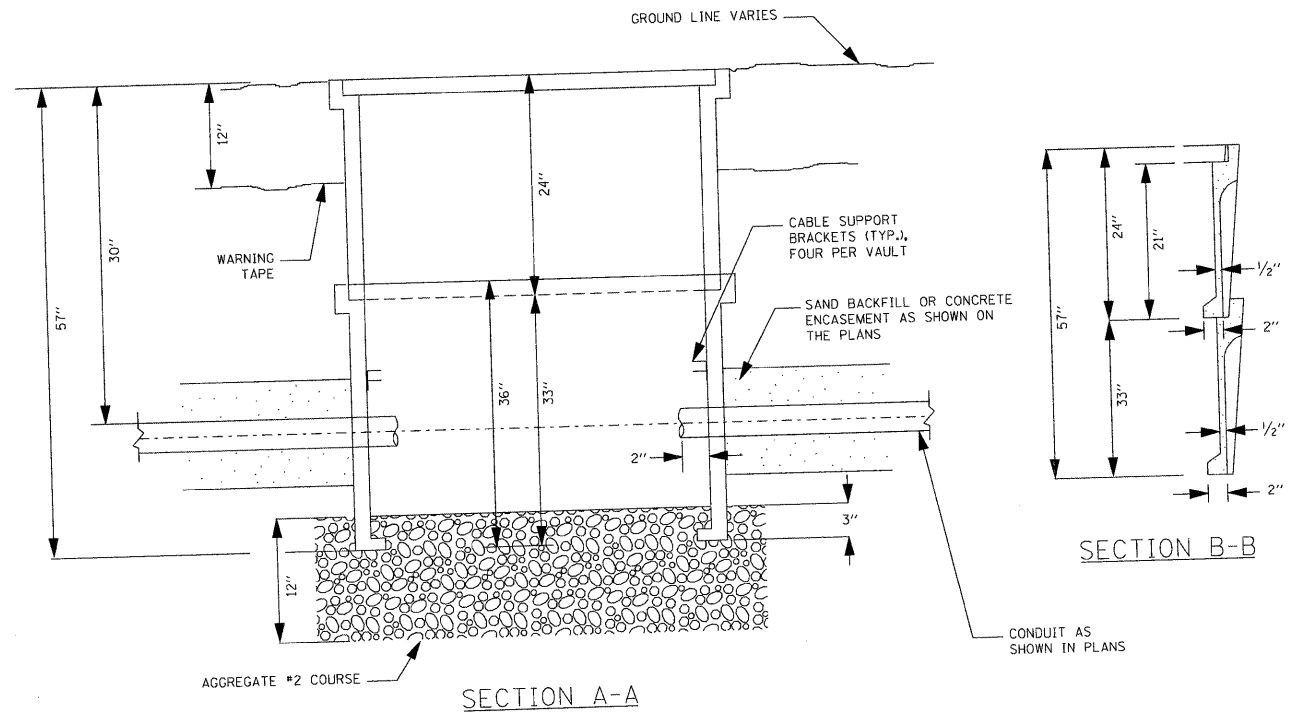 GROUND LINE VARIES
12"
24"
30"
57"
WARNING
TAPE
CABLE SUPPORT
BRACKETS (TYP.),
FOUR PER VAULT
SAND BACKFILL OR CONCRETE
ENCASEMENT AS SHOWN ON
THE PLANS
36"
33"
2"
3"
12"
AGGREGATE #2 COURSE
CONDUIT AS
SHOWN IN PLANS
SECTION A-A
57"
24"
21"
1/2"
2"
33"
1/2"
2"
SECTION B-B